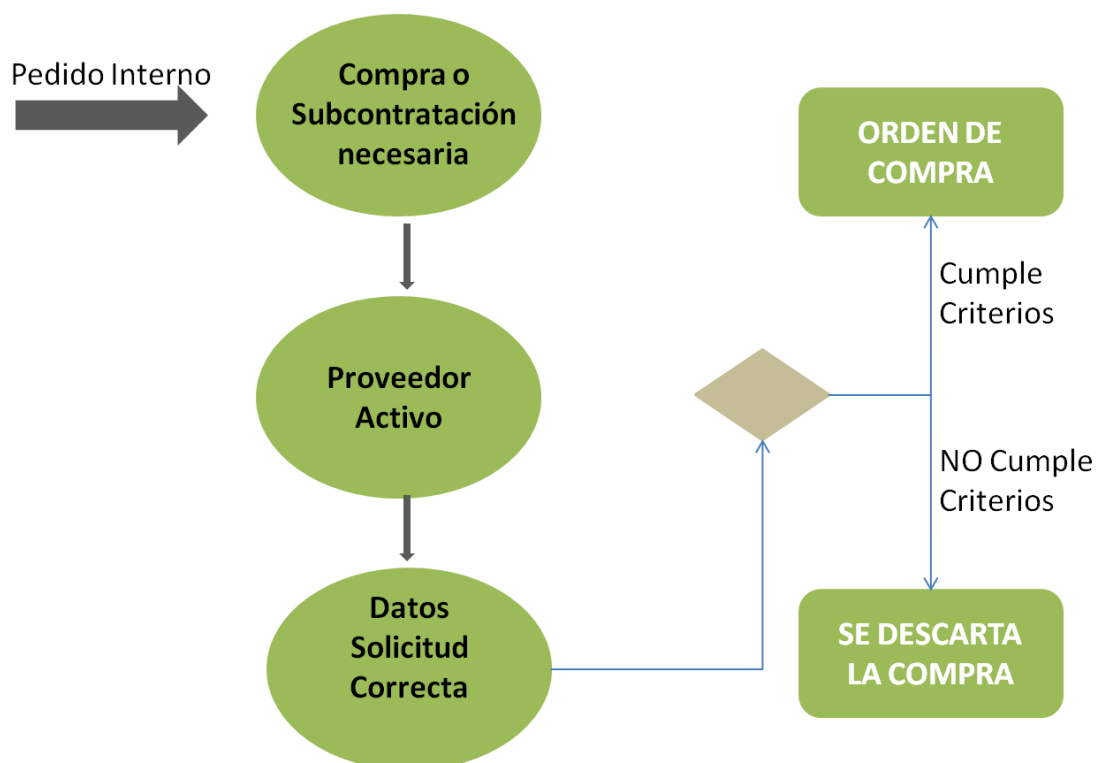 Pedido Interno
Compra o
Subcontratación
necesaria
Proveedor
Activo
Datos
Solicitud
Correcta
ORDEN DE
COMPRA
Cumple
Criterios
NO Cumple
Criterios
SE DESCARTA
LA COMPRA